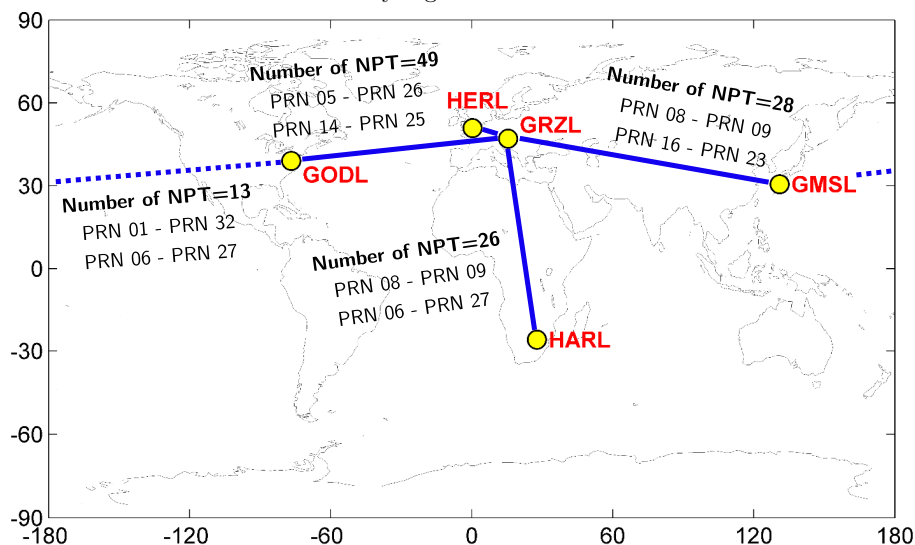 90
60
30
0
-30
-60
-90
-180
-120
-60
0
60
120
180
Number of NPT=49
PRN 05 - PRN 26
PRN 14 - PRN 25
HERL
GRZL
Number of NPT=28
PRN 08 - PRN 09
PRN 16 - PRN 23
GODL
GMSL
Number of NPT=13
PRN 01 - PRN 32
PRN 06 - PRN 27
Number of NPT=26
PRN 08 - PRN 09
PRN 06 - PRN 27
HARL